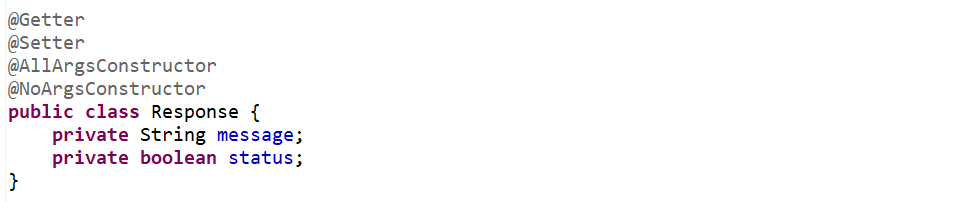 @Getter
@Setter
@AllArgsConstructor
@NoArgsConstructor
public class Response {
    private String message;
    private boolean status;
}